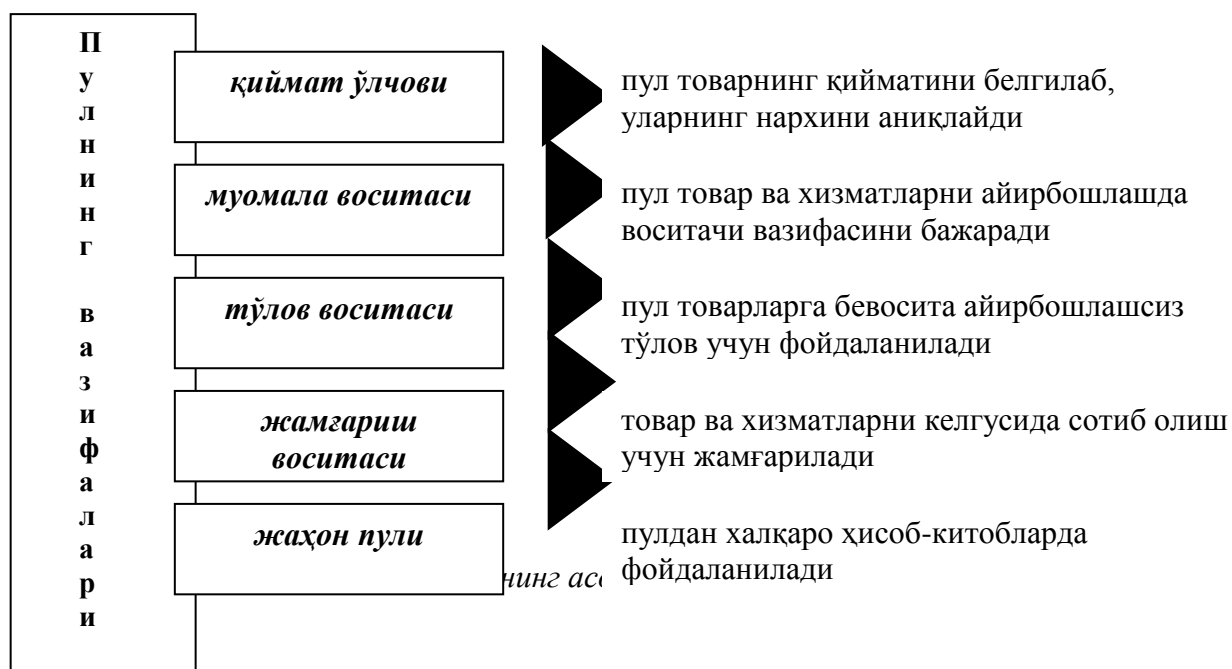 Пулнинг вазифалари
қиймат ўлчови
пул товарнинг қийматини белгилаб,
уларнинг нархини аниқлайди
муомала воситаси
пул товар ва хизматларни айирбошлашда
воситачи вазифасини бажаради
тўлов воситаси
пул товарларга бевосита айирбошлашсиз
тўлов учун фойдаланилади
жамғариш
воситаси
товар ва хизматларни келгусида сотиб олиш
учун жамғарилади
жаҳон пули
пулдан халқаро ҳисоб-китобларда
фойдаланилади